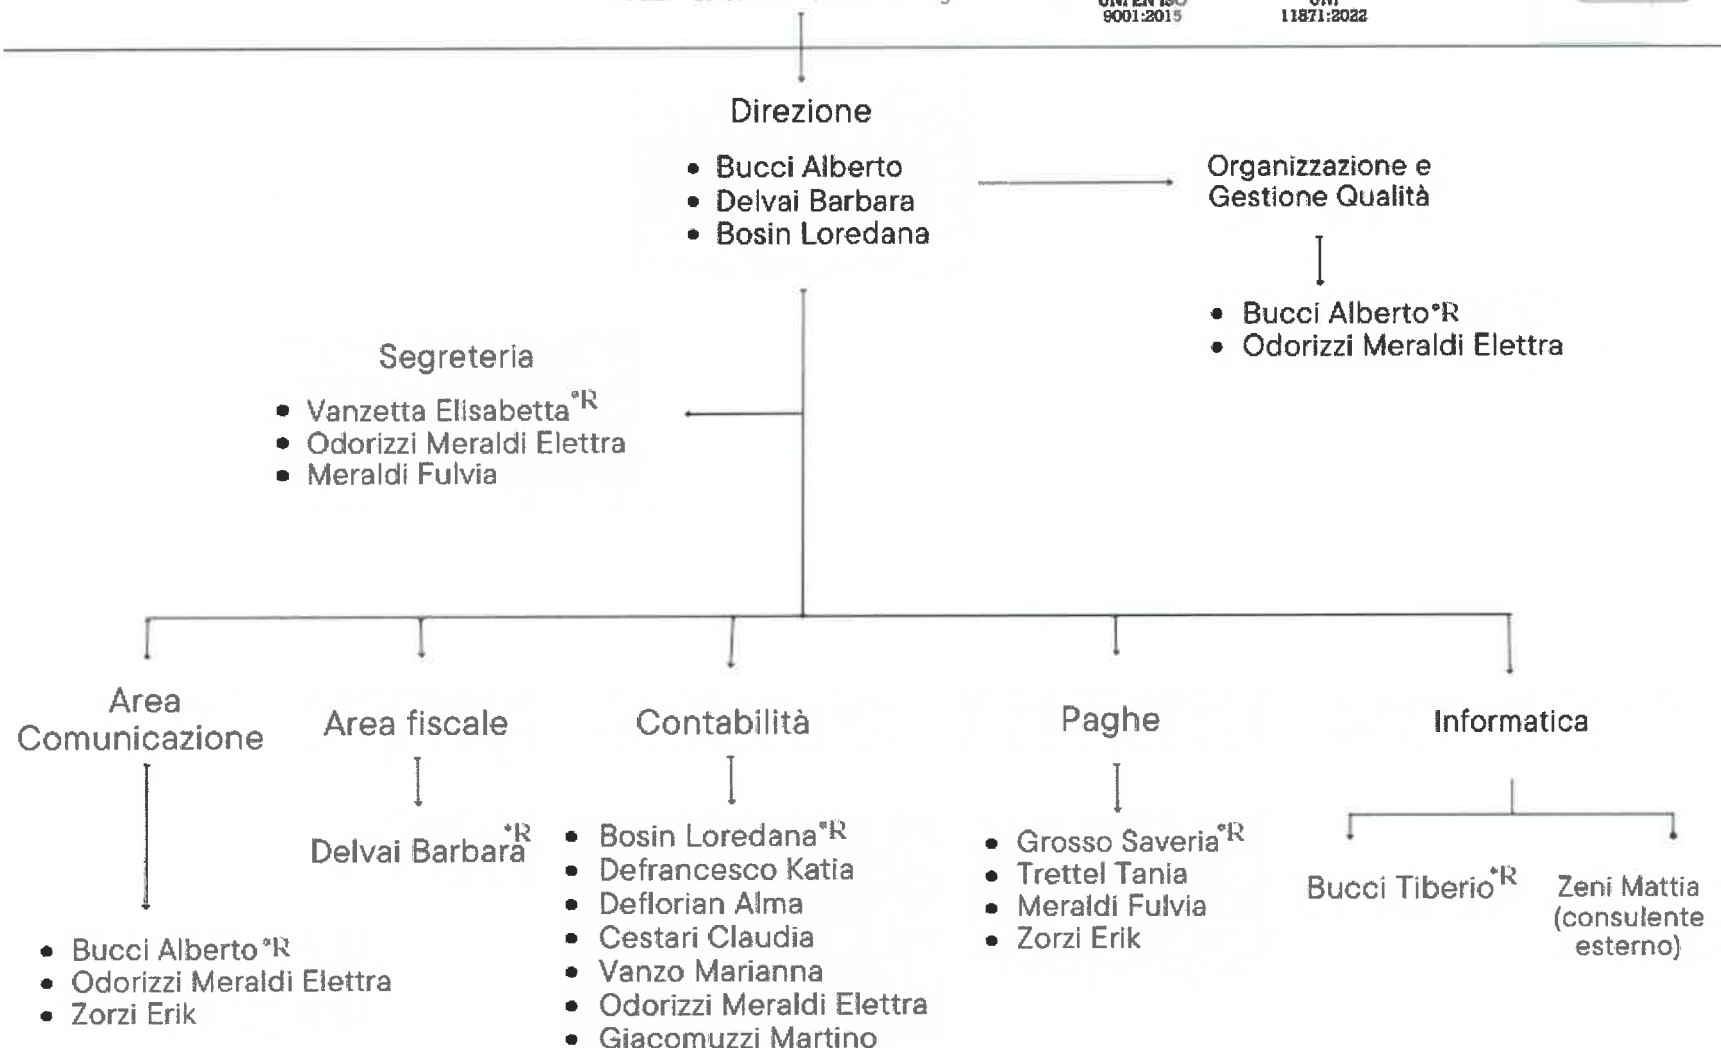 UNI EN ISO
9001:2015
UNI
11871:2022
Direzione
• Bucci Alberto
• Delvai Barbara
• Bosin Loredana
Organizzazione e
Gestione Qualità
• Bucci Alberto*R
• Odorizzi Meraldi Elettra
Segreteria
• Vanzetta Elisabetta*R
• Odorizzi Meraldi Elettra
• Meraldi Fulvia
Area
Comunicazione
• Bucci Alberto*R
• Odorizzi Meraldi Elettra
• Zorzi Erik
Area fiscale
Delvai Barbara*R
Contabilità
• Bosin Loredana*R
• Defrancesco Katia
• Deflorian Alma
• Cestari Claudia
• Vanzo Marianna
• Odorizzi Meraldi Elettra
• Giacomuzzi Martino
Paghe
• Grosso Saveria*R
• Trettel Tania
• Meraldi Fulvia
• Zorzi Erik
Informatica
Bucci Tiberio*R
Zeni Mattia
(consulente
esterno)